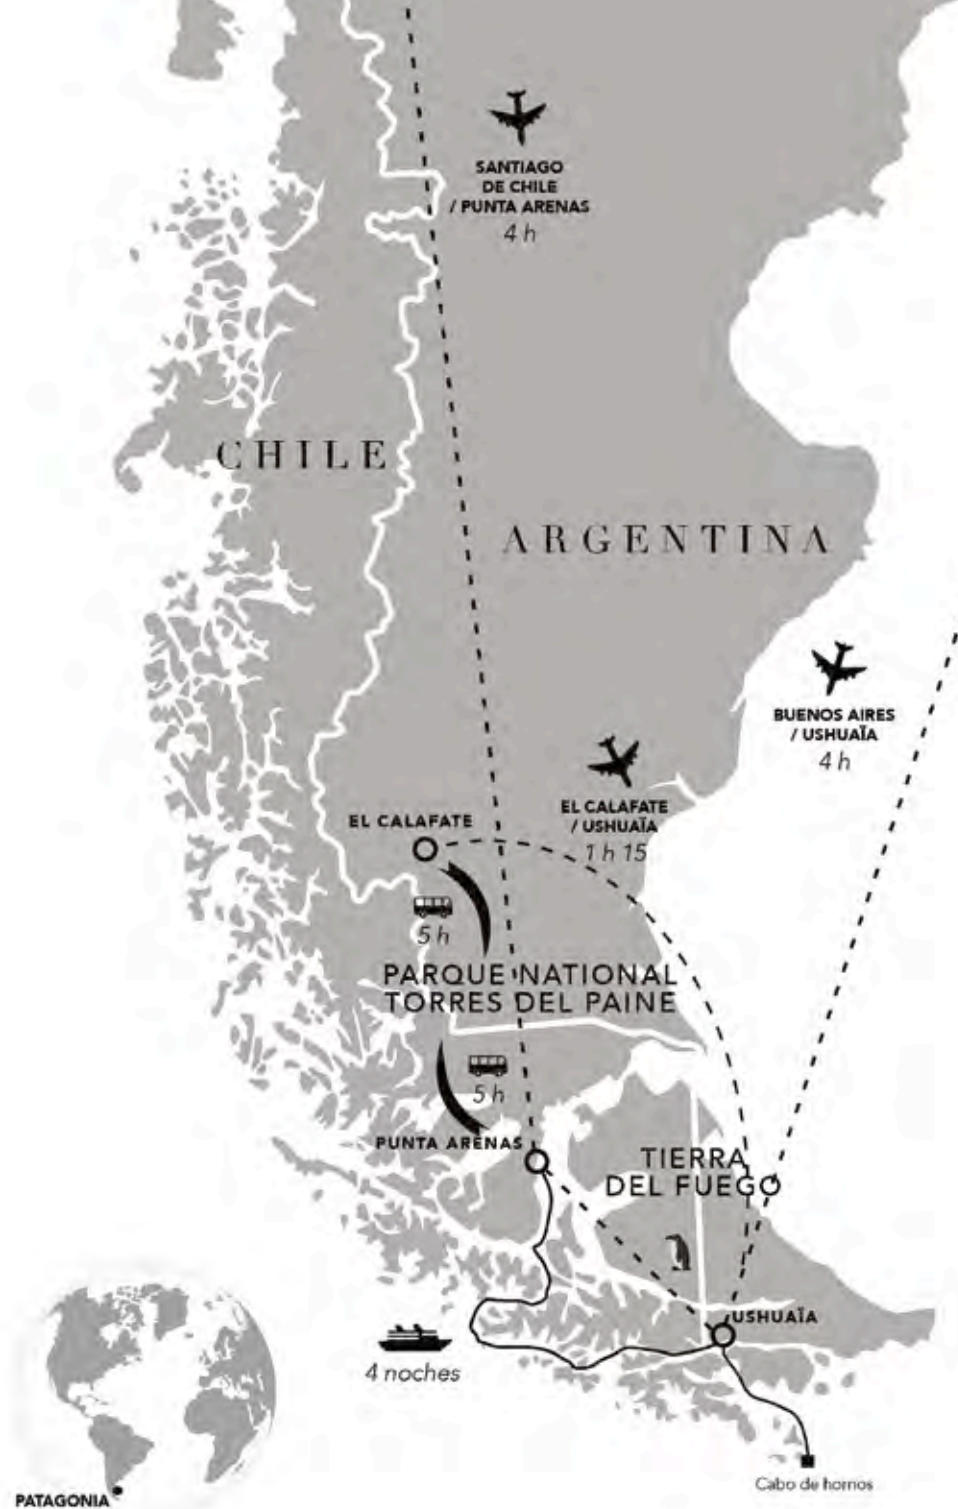 SANTIAGO
DE CHILE
/ PUNTA ARENAS
4 h
CHILE
ARGENTINA
BUENOS AIRES
/ USHUAÏA
4 h
EL CALAFATE
/ USHUAÏA
1 h 15
EL CALAFATE
5 h
PARQUE NATIONAL
TORRES DEL PAINE
5 h
PUNTA ARENAS
TIERRA
DEL FUEGO
USHUAÏA
4 noches
Cabo de hornos
PATAGONIA